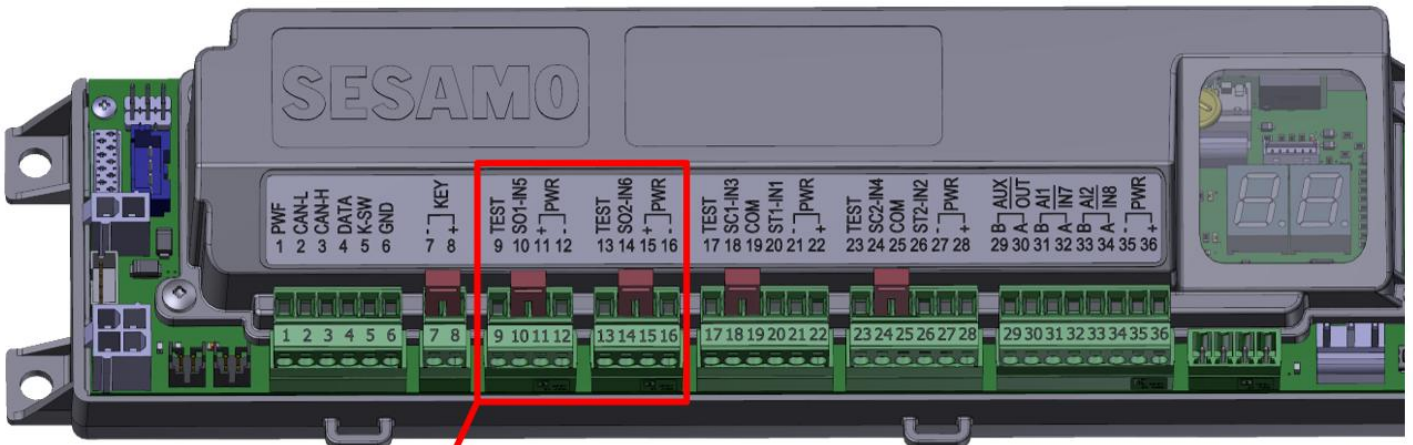 SESAMO
PWF 1
CAN-L 2
CAN-H 3
DATA 4
K-SW 5
GND 6
- 7
+ 8
KEY
TEST 9
SO1-IN5 10
+ 11
- 12
PWR
TEST 13
SO2-IN6 14
+ 15
- 16
PWR
TEST 17
SC1-IN3 18
COM 19
ST1-IN1 20
- 21
+ 22
PWR
TEST 23
SC2-IN4 24
COM 25
ST2-IN2 26
- 27
+ 28
PWR
B 29
A 30
AUX OUT
B 31
A 32
AI1 IN7
B 33
A 34
AI2 IN8
- 35
+ 36
PWR
1 2 3 4 5 6
7 8
9 10 11 12
13 14 15 16
17 18 19 20 21 22
23 24 25 26 27 28
29 30 31 32 33 34 35 36
8.8.